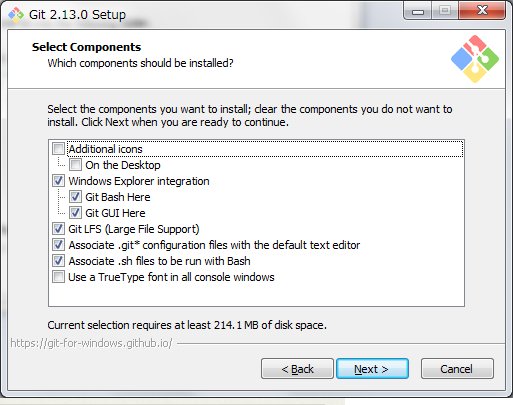 Git 2.13.0 Setup
Select Components
Which components should be installed?
Select the components you want to install; clear the components you do not want to
install. Click Next when you are ready to continue.
Additional icons
On the Desktop
Windows Explorer integration
Git Bash Here
Git GUI Here
Git LFS (Large File Support)
Associate .git* configuration files with the default text editor
Associate .sh files to be run with Bash
Use a TrueType font in all console windows
Current selection requires at least 214.1 MB of disk space.
https://git-for-windows.github.io/
< Back
Next >
Cancel